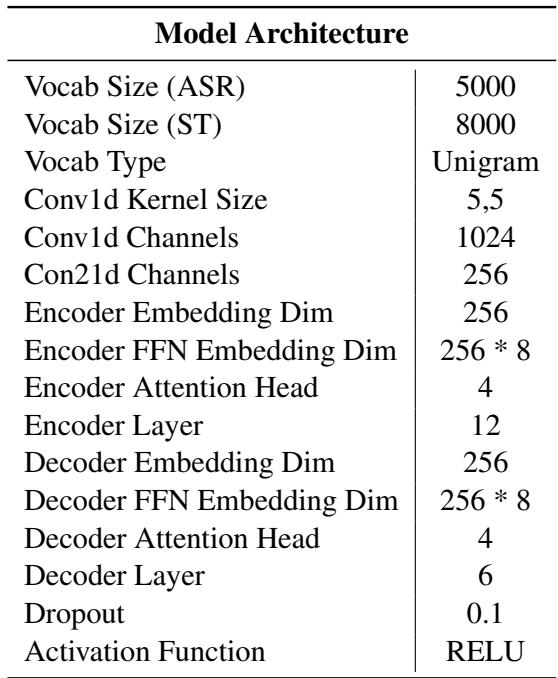 Model Architecture
Vocab Size (ASR) 5000
Vocab Size (ST) 8000
Vocab Type Unigram
Conv1d Kernel Size 5,5
Conv1d Channels 1024
Con21d Channels 256
Encoder Embedding Dim 256
Encoder FFN Embedding Dim 256 * 8
Encoder Attention Head 4
Encoder Layer 12
Decoder Embedding Dim 256
Decoder FFN Embedding Dim 256 * 8
Decoder Attention Head 4
Decoder Layer 6
Dropout 0.1
Activation Function RELU